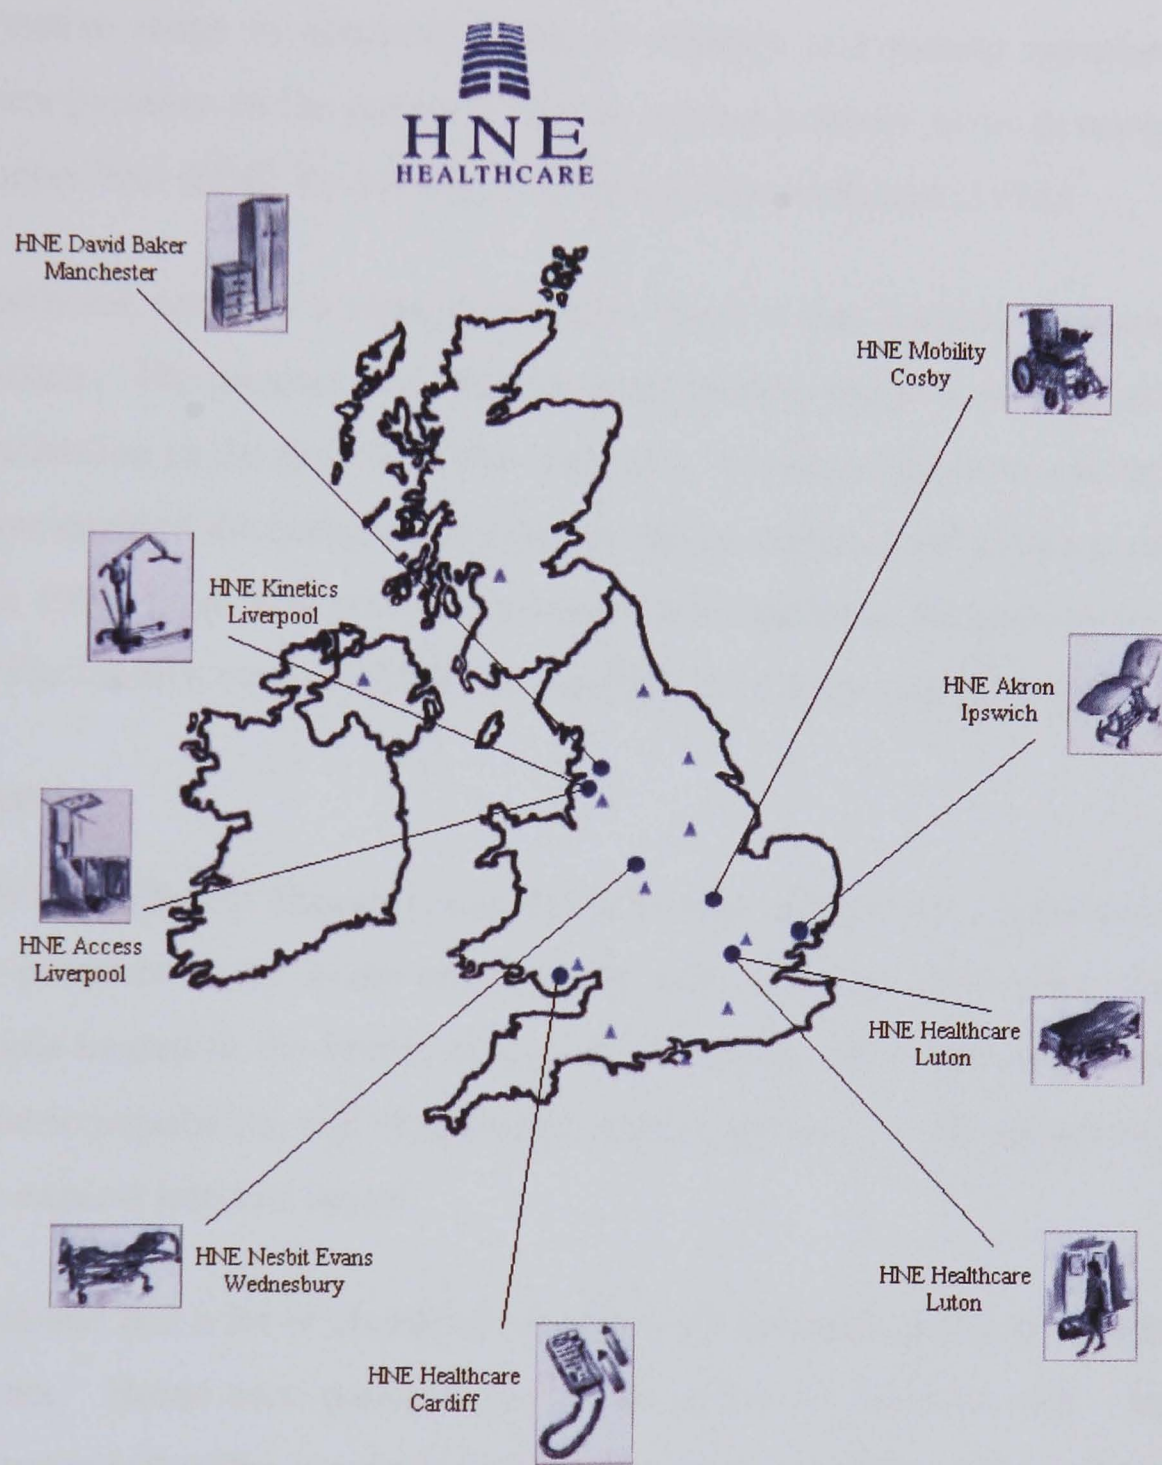 HNE
HEALTHCARE
HNE David Baker
Manchester
HNE Mobility
Cosby
HNE Kinetics
Liverpool
HNE Akron
Ipswich
HNE Access
Liverpool
HNE Healthcare
Luton
HNE Nesbit Evans
Wednesbury
HNE Healthcare
Luton
HNE Healthcare
Cardiff